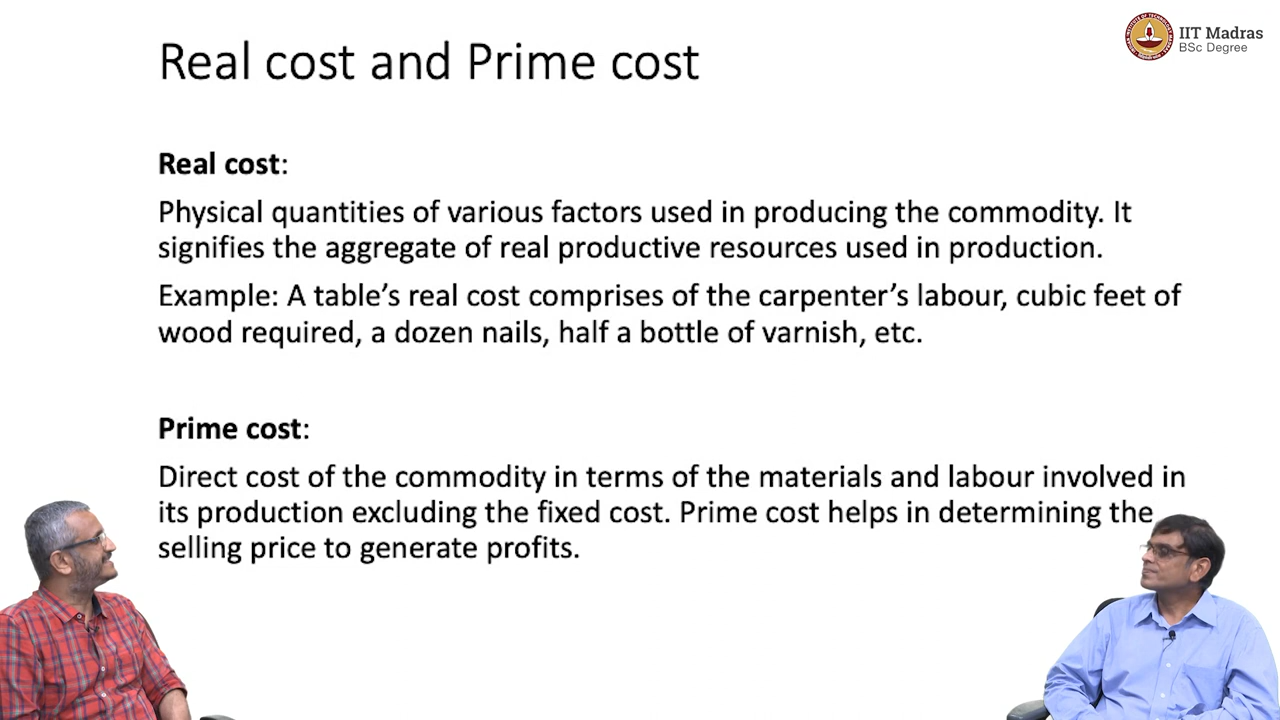 IIT Madras
BSc Degree
Real cost and Prime cost
Real cost:
Physical quantities of various factors used in producing the commodity. It
signifies the aggregate of real productive resources used in production.
Example: A table’s real cost comprises of the carpenter’s labour, cubic feet of
wood required, a dozen nails, half a bottle of varnish, etc.
Prime cost:
Direct cost of the commodity in terms of the materials and labour involved in
its production excluding the fixed cost. Prime cost helps in determining the
selling price to generate profits.